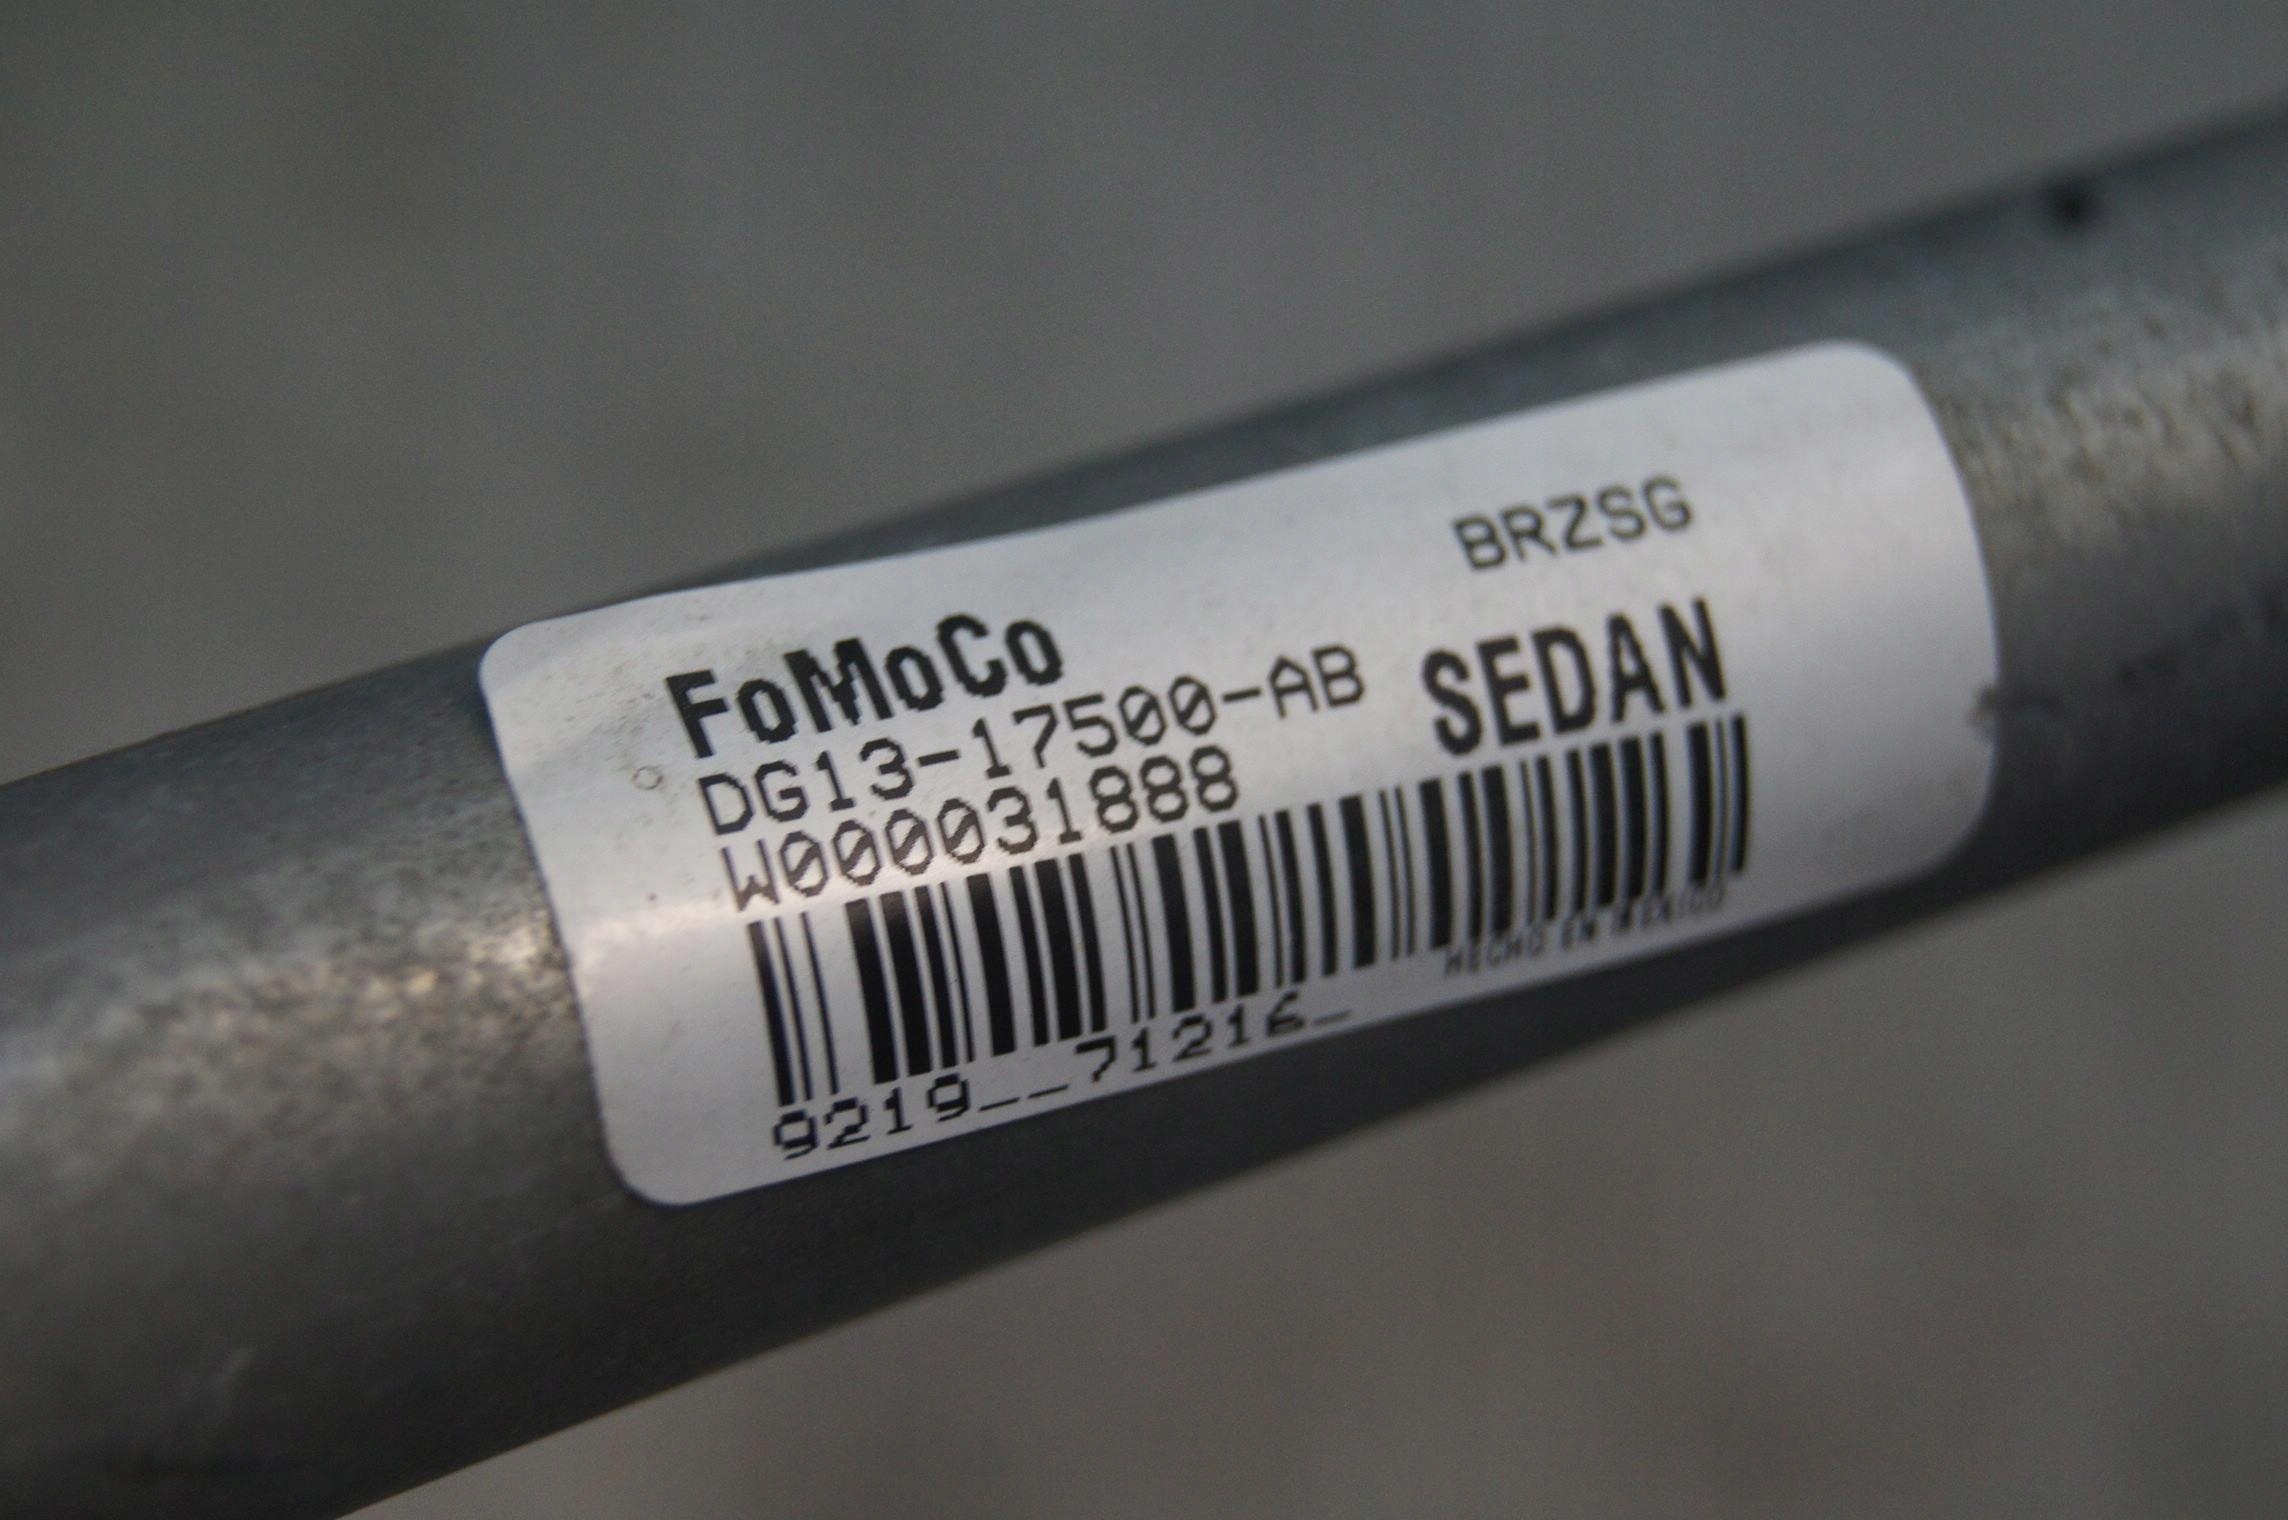 BRZSG
FoMoCo
DG13-17500-AB SEDAN
W000031888
HECHO EN MEXICO
9219__71216_